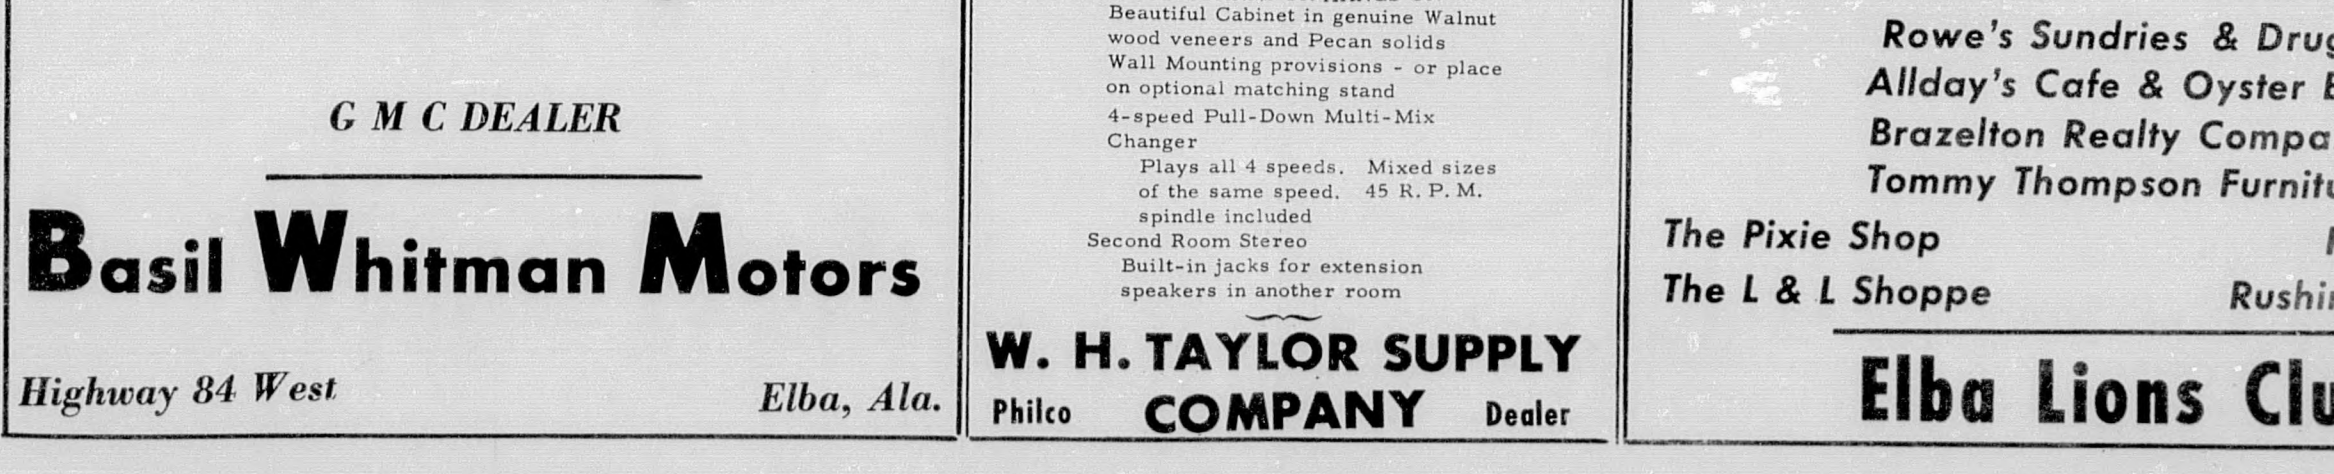 G M C DEALER
Basil Whitman Motors
Highway 84 West Elba, Ala.
Beautiful Cabinet in genuine Walnut
wood veneers and Pecan solids
Wall Mounting provisions - or place
on optional matching stand
4-speed Pull-Down Multi-Mix
Changer
Plays all 4 speeds. Mixed sizes
of the same speed. 45 R. P. M.
spindle included
Second Room Stereo
Built-in jacks for extension
speakers in another room
W. H. TAYLOR SUPPLY
Philco COMPANY Dealer
Rowe's Sundries &
Allday's Cafe & Oyster
Brazelton Realty
Tommy Thompson
The Pixie Shop
The L & L Shoppe
Elba Lions